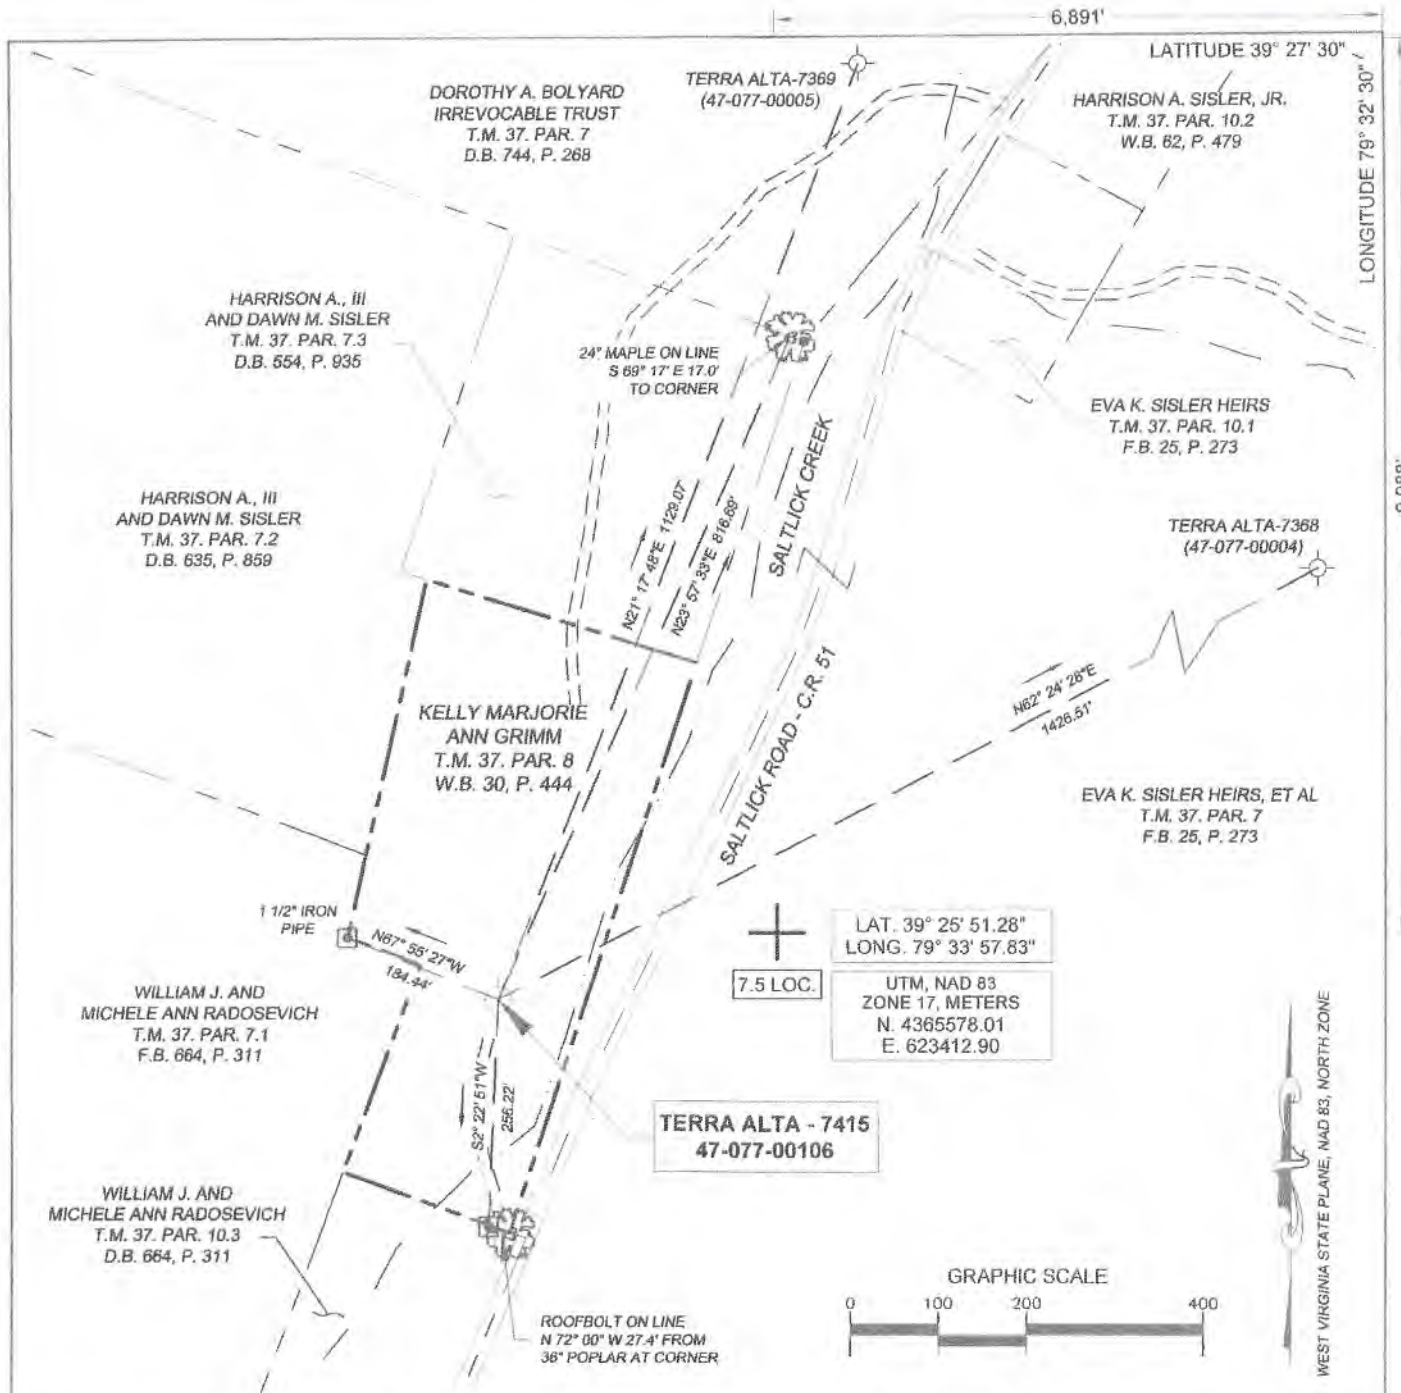 6,891'
LATITUDE 39° 27' 30"
LONGITUDE 79° 32' 30"
DOROTHY A. BOLYARD
IRREVOCABLE TRUST
T.M. 37. PAR. 7
D.B. 744, P. 268
TERRA ALTA-7369
(47-077-00005)
HARRISON A. SISLER, JR.
T.M. 37. PAR. 10.2
W.B. 62, P. 479
HARRISON A., III
AND DAWN M. SISLER
T.M. 37. PAR. 7.3
D.B. 554, P. 935
24" MAPLE ON LINE
S 69° 17' E 17.0'
TO CORNER
EVA K. SISLER HEIRS
T.M. 37. PAR. 10.1
F.B. 25, P. 273
HARRISON A., III
AND DAWN M. SISLER
T.M. 37. PAR. 7.2
D.B. 635, P. 859
N21° 17' 48"E 1129.07'
N23° 57' 33"E 816.69'
SALTLICK CREEK
TERRA ALTA-7368
(47-077-00004)
SALTLICK ROAD - C.R. 51
N62° 24' 28"E
1426.51'
KELLY MARJORIE
ANN GRIMM
T.M. 37. PAR. 8
W.B. 30, P. 444
EVA K. SISLER HEIRS, ET AL
T.M. 37. PAR. 7
F.B. 25, P. 273
1 1/2" IRON
PIPE
N67° 55' 27"W
184.44'
7.5 LOC.
LAT. 39° 25' 51.28"
LONG. 79° 33' 57.83"
UTM, NAD 83
ZONE 17, METERS
N. 4365578.01
E. 623412.90
WILLIAM J. AND
MICHELE ANN RADOSEVICH
T.M. 37. PAR. 7.1
F.B. 664, P. 311
S2° 22' 51"W
256.22'
TERRA ALTA - 7415
47-077-00106
WILLIAM J. AND
MICHELE ANN RADOSEVICH
T.M. 37. PAR. 10.3
D.B. 664, P. 311
ROOFBOLT ON LINE
N 72° 00" W 27.4' FROM
36" POPLAR AT CORNER
GRAPHIC SCALE
0 100 200 400
WEST VIRGINIA STATE PLANE, NAD 83, NORTH ZONE